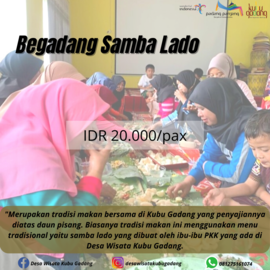 Begadang Samba Lado
IDR 20.000/pax
"Merupakan tradisi makan bersama di Kubu Gadang yang penyajiannya
diatas daun pisang. Biasanya tradisi makan ini menggunakan menu
tradisional yaitu samba lado yang dibuat oleh ibu-ibu PKK yang ada di
Desa Wisata Kubu Gadang.
Desa Wisata Kubu Gadang desawisatakubugadang